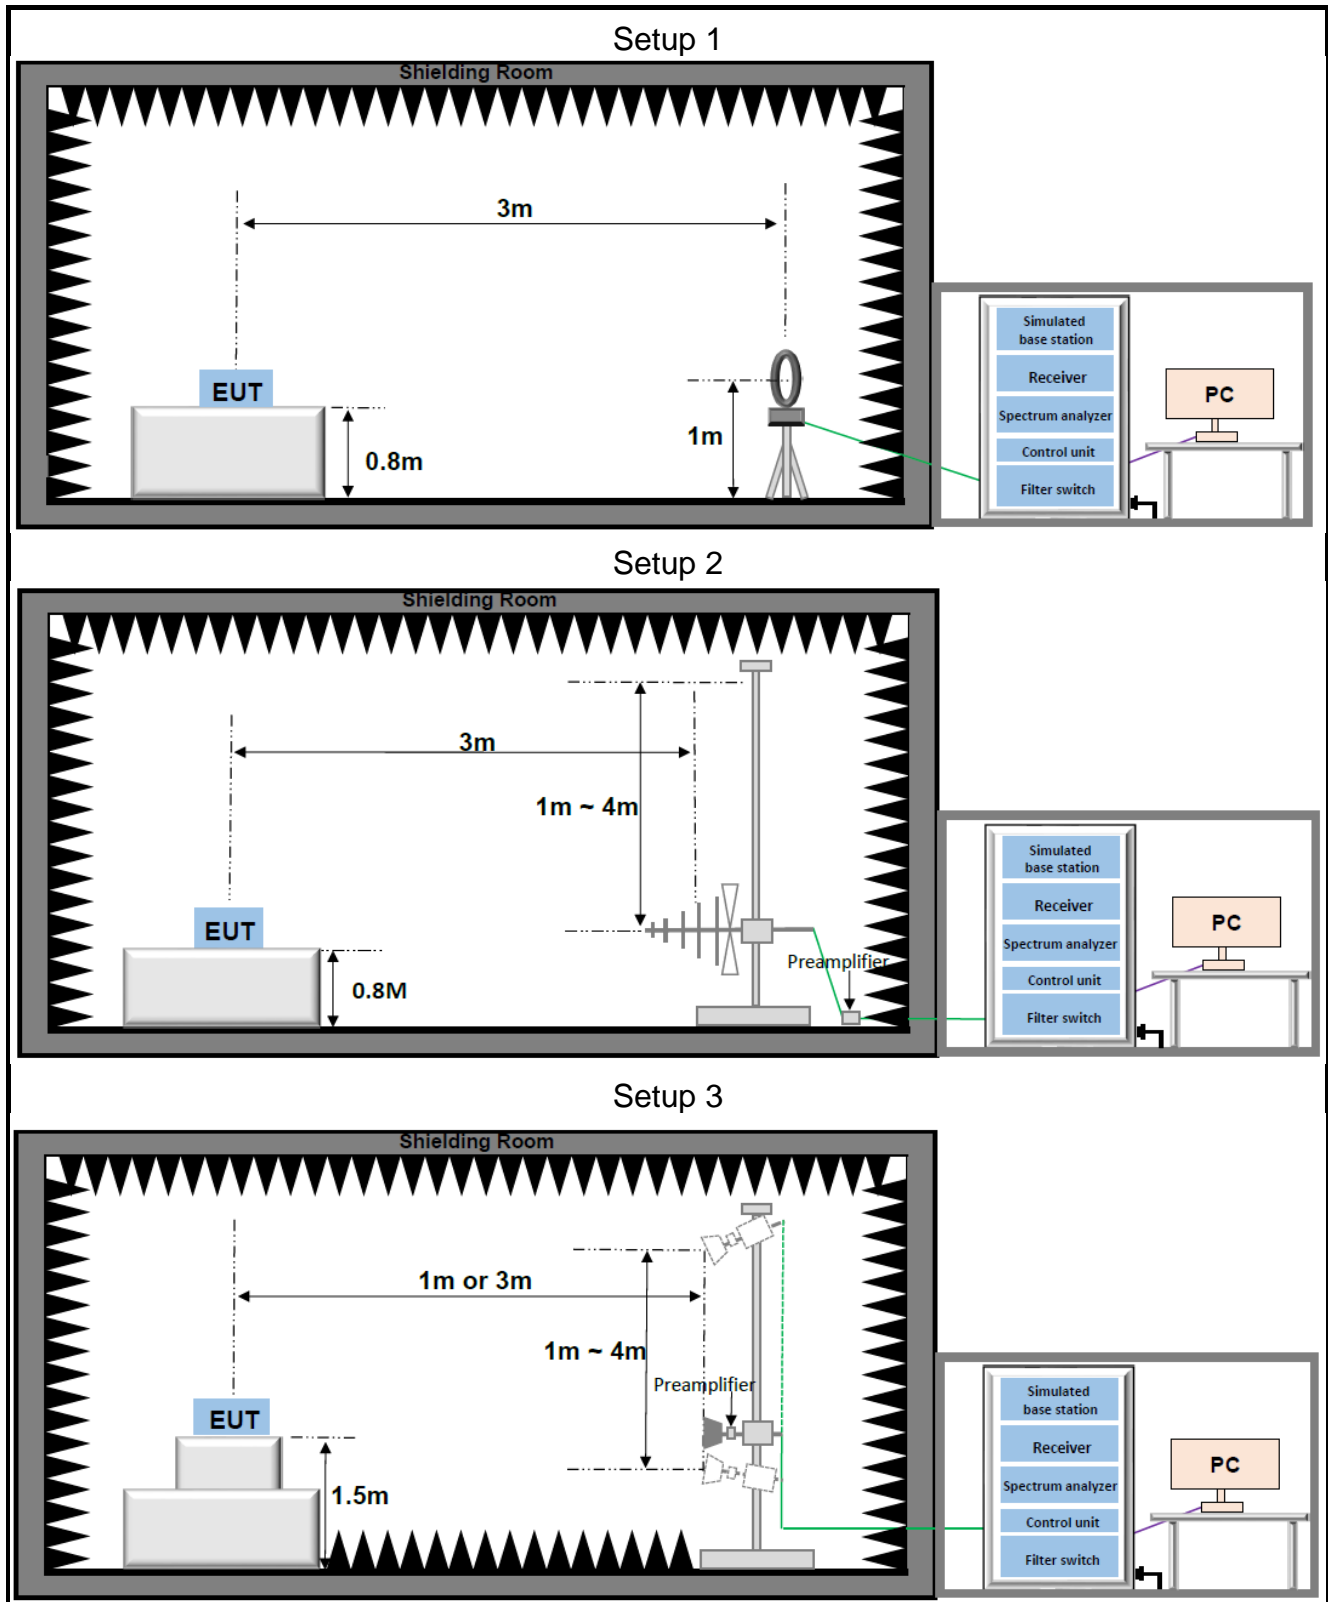 Setup 1
Shielding Room
3m
EUT
0.8m
1m
Simulated
base station
Receiver
Spectrum analyzer
Control unit
Filter switch
PC
Setup 2
Shielding Room
3m
1m ~ 4m
EUT
0.8M
Preamplifier
Simulated
base station
Receiver
Spectrum analyzer
Control unit
Filter switch
PC
Setup 3
Shielding Room
1m or 3m
1m ~ 4m
Preamplifier
EUT
1.5m
Simulated
base station
Receiver
Spectrum analyzer
Control unit
Filter switch
PC